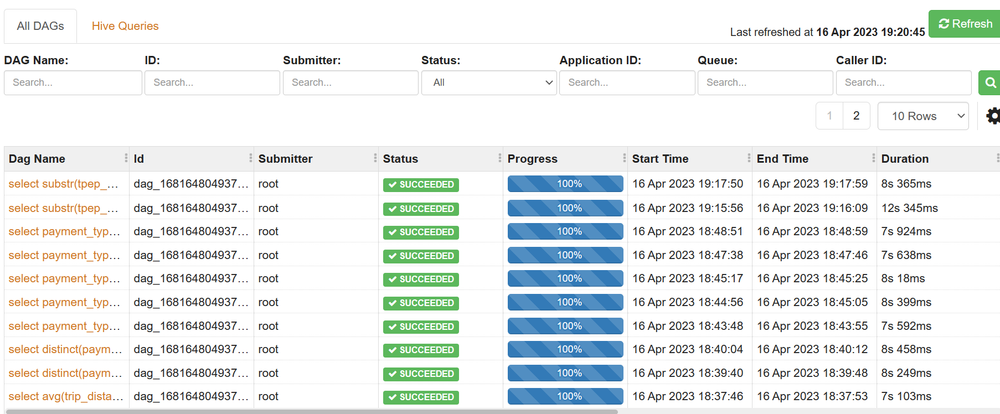 All DAGs Hive Queries
Last refreshed at 16 Apr 2023 19:20:45 Refresh
DAG Name: ID: Submitter: Status: Application ID: Queue: Caller ID:
Search... Search... Search... All Search... Search... Search...
1 2 10 Rows
Dag Name Id Submitter Status Progress Start Time End Time Duration
select substr(tpep_... dag_168164804937... root SUCCEEDED 100% 16 Apr 2023 19:17:50 16 Apr 2023 19:17:59 8s 365ms
select substr(tpep_... dag_168164804937... root SUCCEEDED 100% 16 Apr 2023 19:15:56 16 Apr 2023 19:16:09 12s 345ms
select payment_typ... dag_168164804937... root SUCCEEDED 100% 16 Apr 2023 18:48:51 16 Apr 2023 18:48:59 7s 924ms
select payment_typ... dag_168164804937... root SUCCEEDED 100% 16 Apr 2023 18:47:38 16 Apr 2023 18:47:46 7s 638ms
select payment_typ... dag_168164804937... root SUCCEEDED 100% 16 Apr 2023 18:45:17 16 Apr 2023 18:45:25 8s 18ms
select payment_typ... dag_168164804937... root SUCCEEDED 100% 16 Apr 2023 18:44:56 16 Apr 2023 18:45:05 8s 399ms
select payment_typ... dag_168164804937... root SUCCEEDED 100% 16 Apr 2023 18:43:48 16 Apr 2023 18:43:55 7s 592ms
select distinct(paym... dag_168164804937... root SUCCEEDED 100% 16 Apr 2023 18:40:04 16 Apr 2023 18:40:12 8s 458ms
select distinct(paym... dag_168164804937... root SUCCEEDED 100% 16 Apr 2023 18:39:40 16 Apr 2023 18:39:48 8s 249ms
select avg(trip_dista... dag_168164804937... root SUCCEEDED 100% 16 Apr 2023 18:37:46 16 Apr 2023 18:37:53 7s 103ms